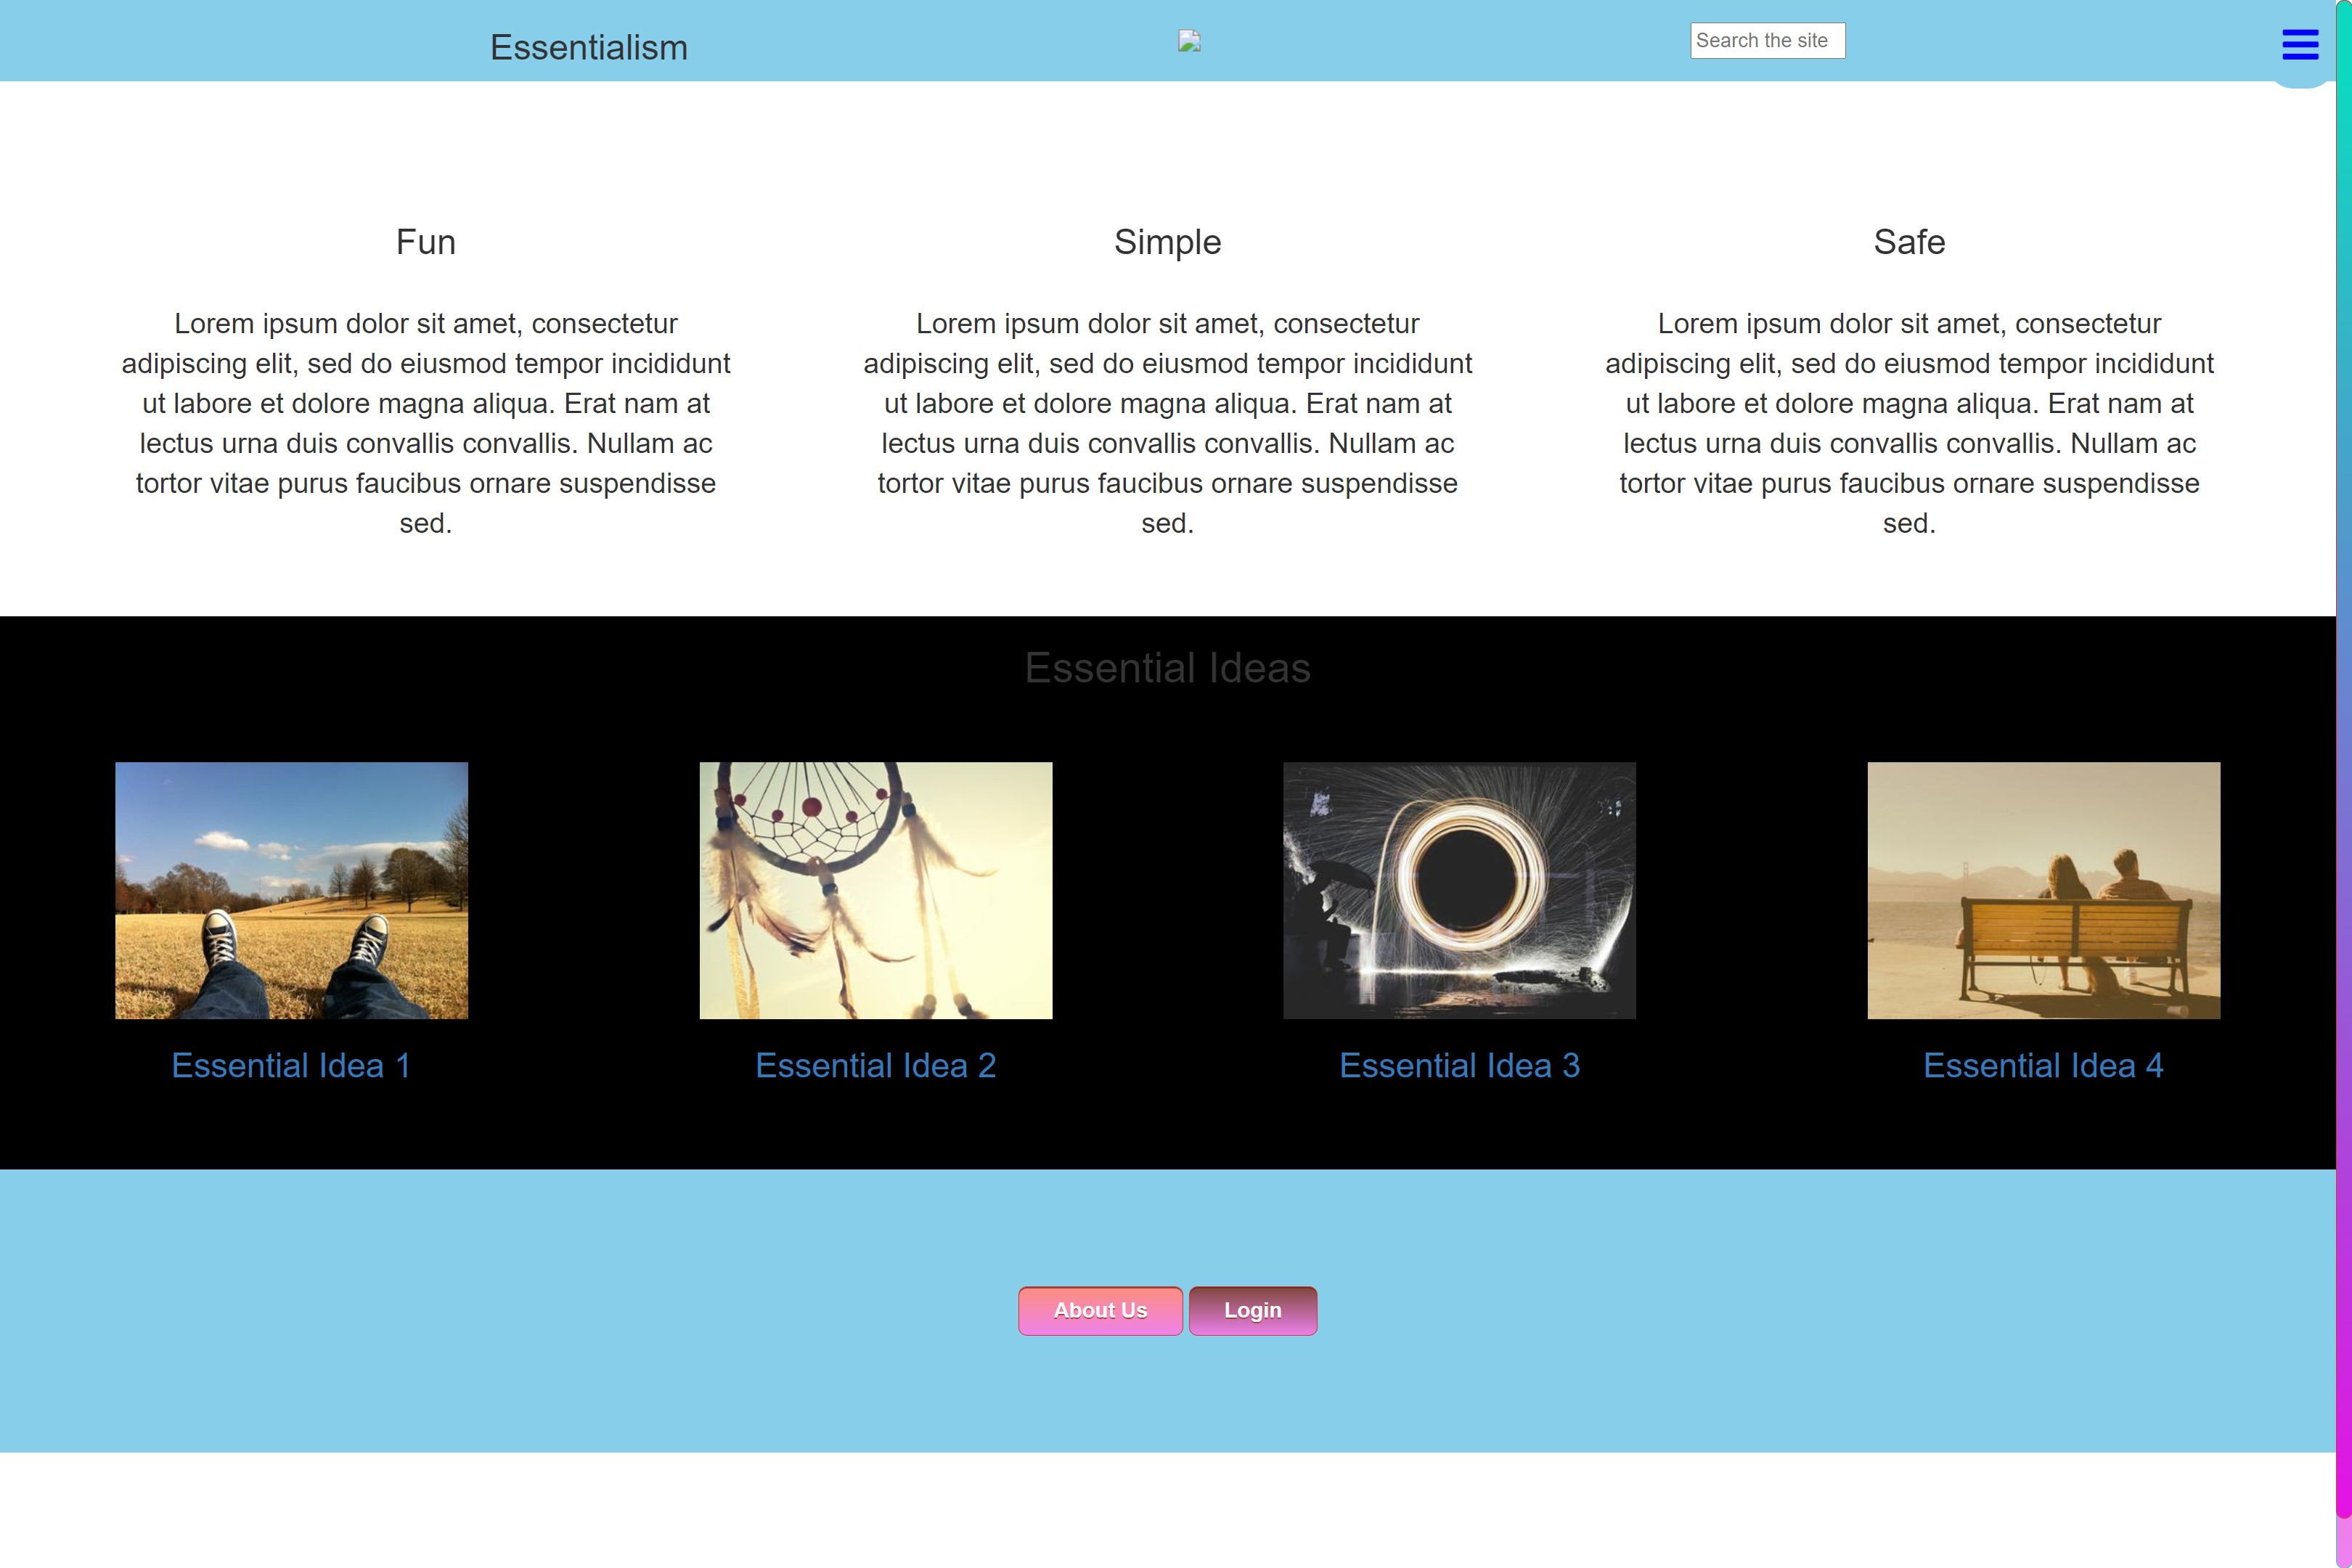 Essentialism
Search the site
Fun
Lorem ipsum dolor sit amet, consectetur
adipiscing elit, sed do eiusmod tempor incididunt
ut labore et dolore magna aliqua. Erat nam at
lectus urna duis convallis convallis. Nullam ac
tortor vitae purus faucibus ornare suspendisse
sed.
Simple
Lorem ipsum dolor sit amet, consectetur
adipiscing elit, sed do eiusmod tempor incididunt
ut labore et dolore magna aliqua. Erat nam at
lectus urna duis convallis convallis. Nullam ac
tortor vitae purus faucibus ornare suspendisse
sed.
Safe
Lorem ipsum dolor sit amet, consectetur
adipiscing elit, sed do eiusmod tempor incididunt
ut labore et dolore magna aliqua. Erat nam at
lectus urna duis convallis convallis. Nullam ac
tortor vitae purus faucibus ornare suspendisse
sed.
Essential Ideas
Essential Idea 1
Essential Idea 2
Essential Idea 3
Essential Idea 4
About Us
Login